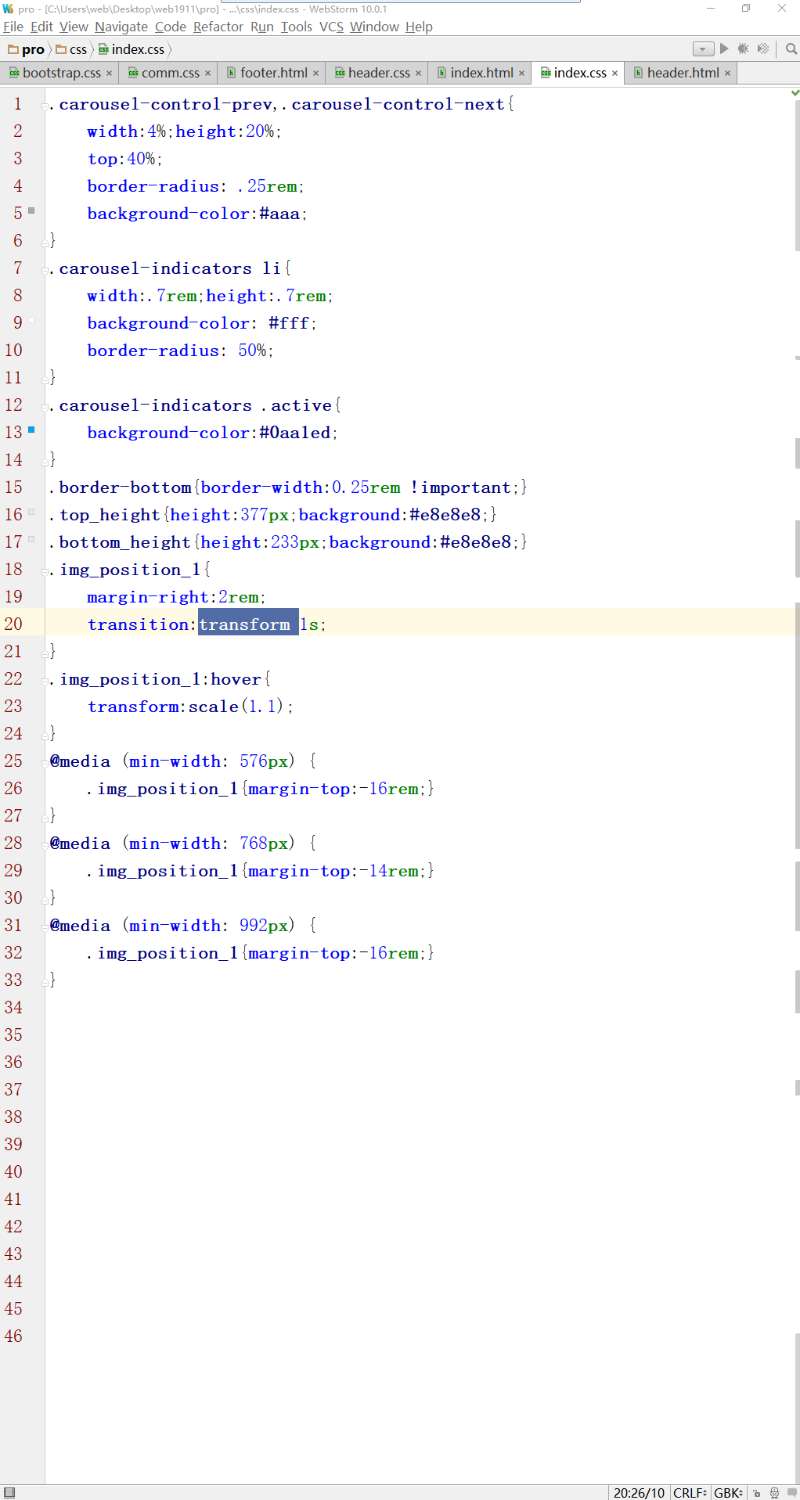 pro - [C:\Users\web\Desktop\web1911\pro] - ...\css\index.css - WebStorm 10.0.1
File Edit View Navigate Code Refactor Run Tools VCS Window Help
pro css index.css
bootstrap.css × comm.css × footer.html × header.css × index.html × index.css × header.html ×
1 .carousel-control-prev,.carousel-control-next{
2 width:4%;height:20%;
3 top:40%;
4 border-radius: .25rem;
5 background-color:#aaa;
6 }
7 .carousel-indicators li{
8 width:.7rem;height:.7rem;
9 background-color: #fff;
10 border-radius: 50%;
11 }
12 .carousel-indicators .active{
13 background-color:#0aa1ed;
14 }
15 .border-bottom{border-width:0.25rem !important;}
16 .top_height{height:377px;background:#e8e8e8;}
17 .bottom_height{height:233px;background:#e8e8e8;}
18 .img_position_1{
19 margin-right:2rem;
20 transition:transform 1s;
21 }
22 .img_position_1:hover{
23 transform:scale(1.1);
24 }
25 @media (min-width: 576px) {
26 .img_position_1{margin-top:-16rem;}
27 }
28 @media (min-width: 768px) {
29 .img_position_1{margin-top:-14rem;}
30 }
31 @media (min-width: 992px) {
32 .img_position_1{margin-top:-16rem;}
33 }
34
35
36
37
38
39
40
41
42
43
44
45
46
20:26/10 CRLF GBK